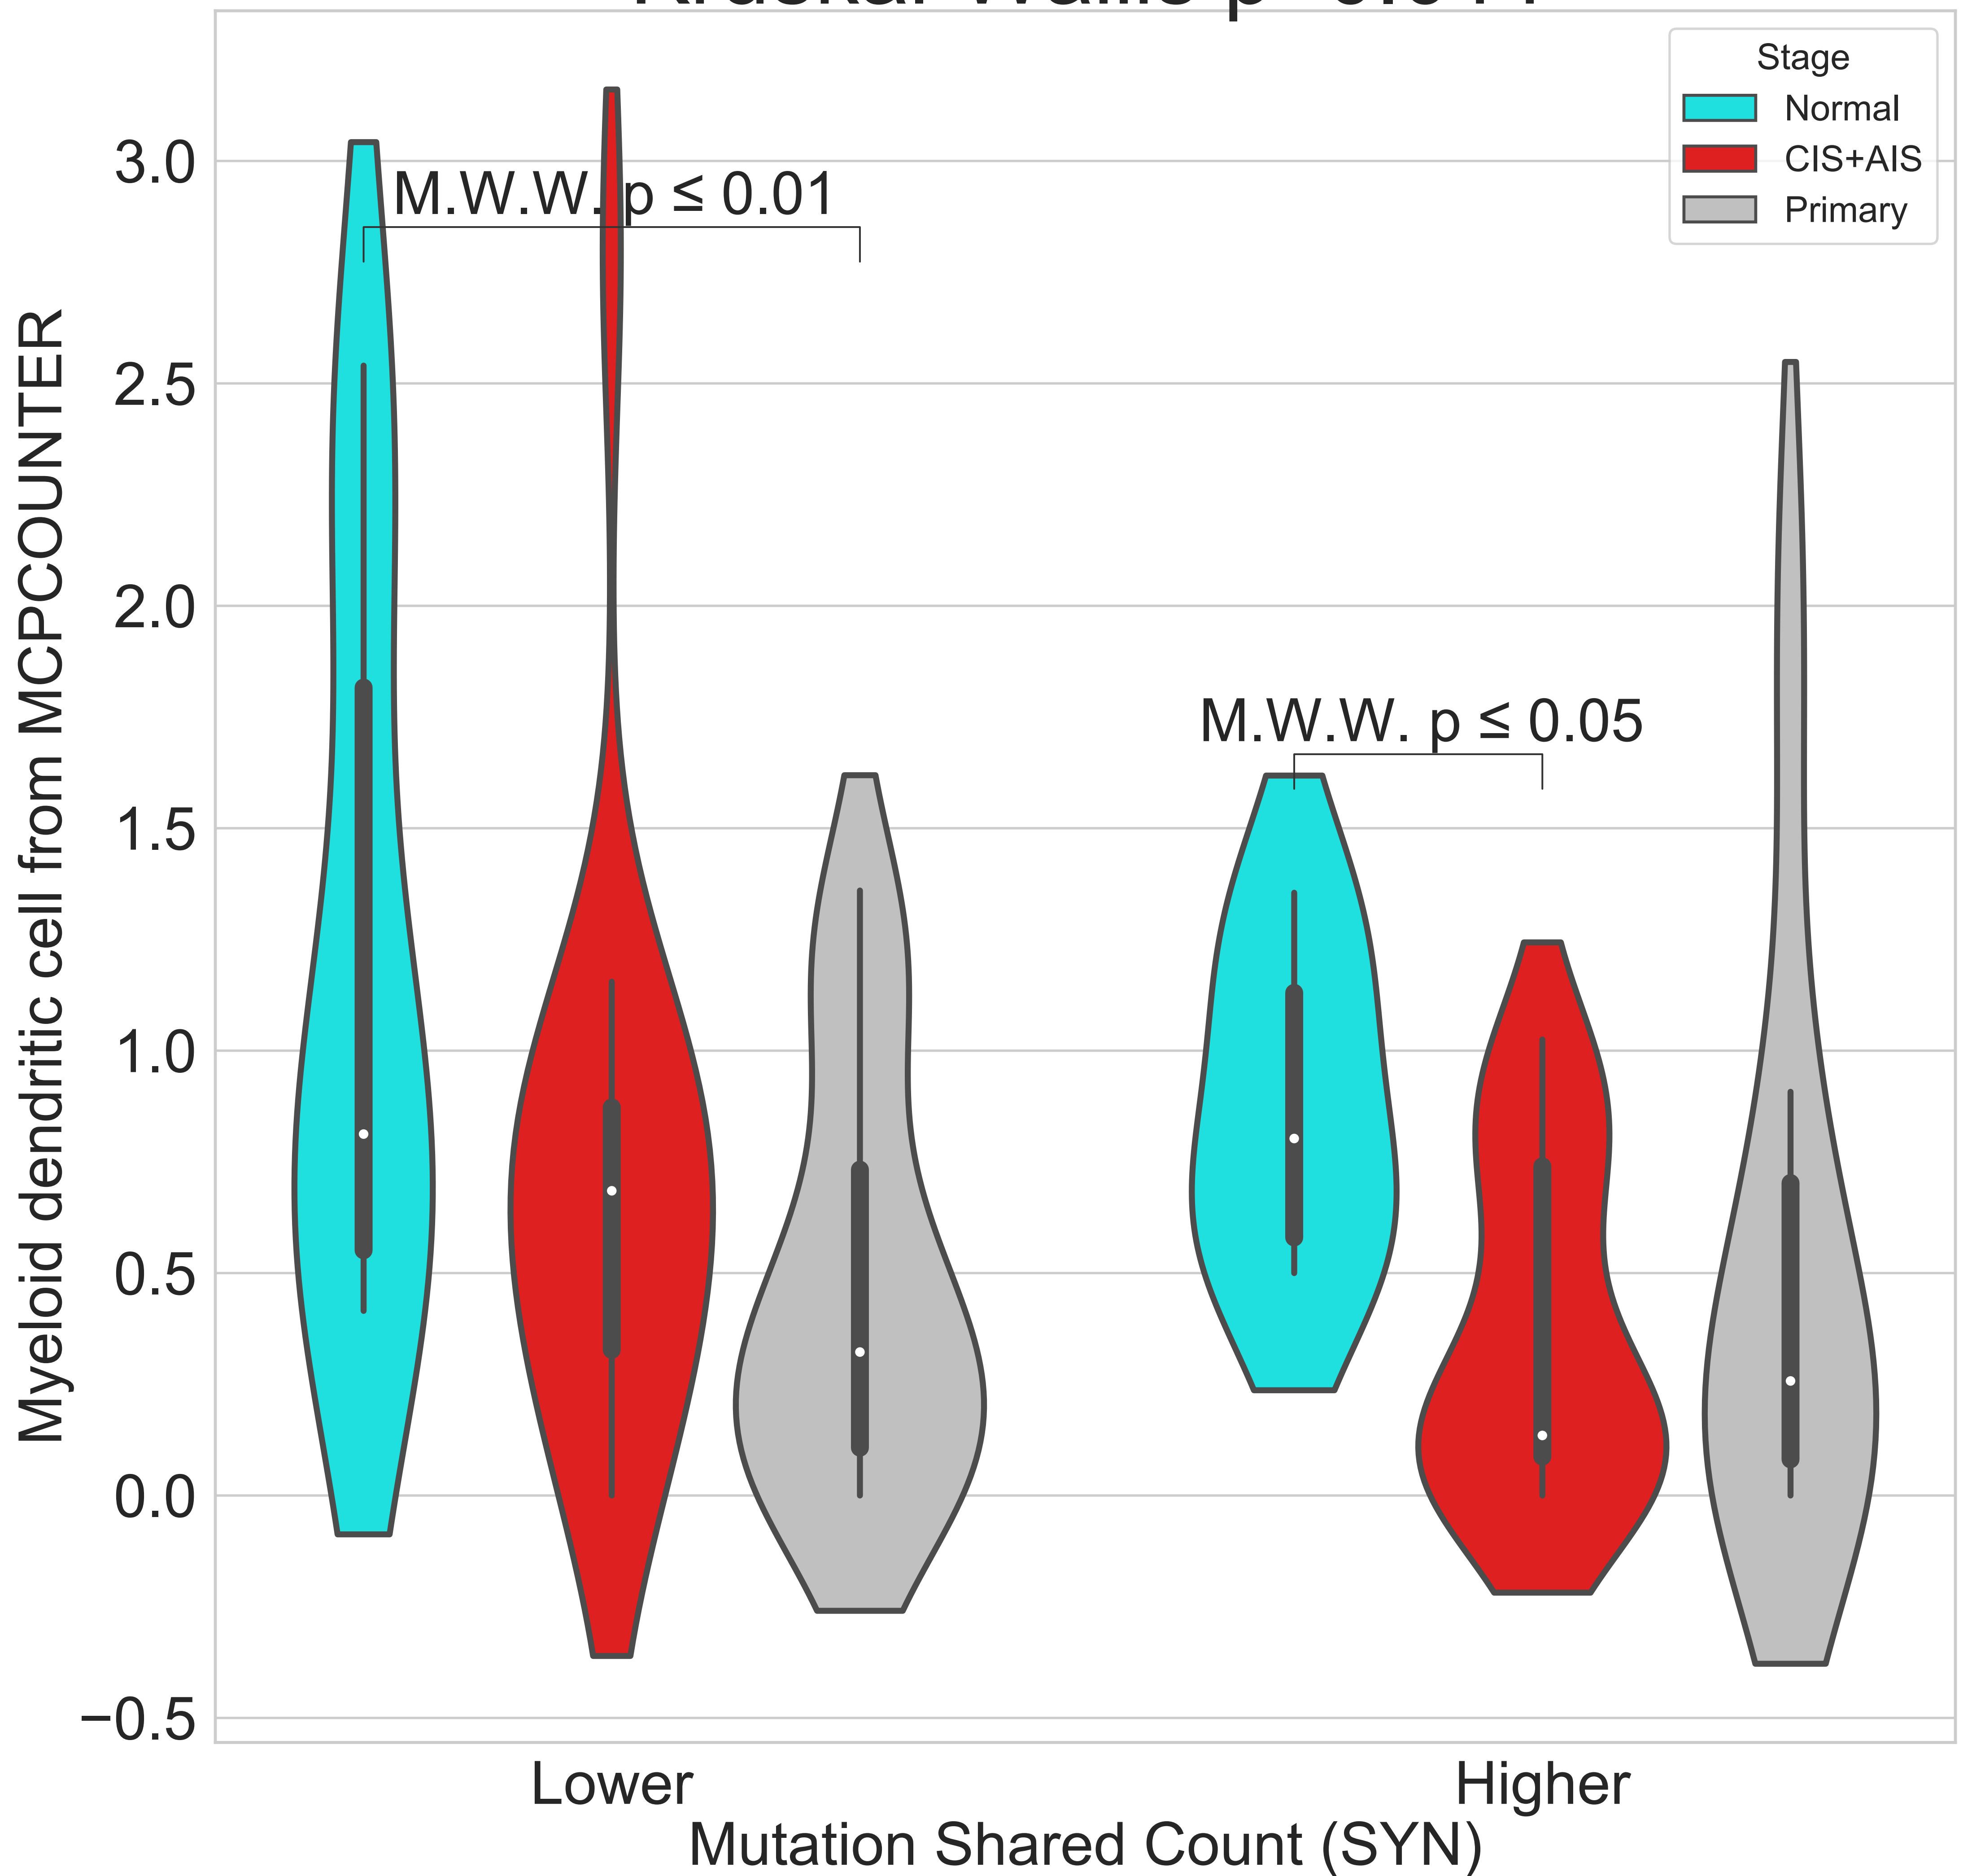 Stage
Normal
CIS+AIS
Primary
M.W.W. p ≤ 0.01
M.W.W. p ≤ 0.05
Myeloid dendritic cell from MCPCOUNTER
3.0
2.5
2.0
1.5
1.0
0.5
0.0
−0.5
Lower
Higher
Mutation Shared Count (SYN)